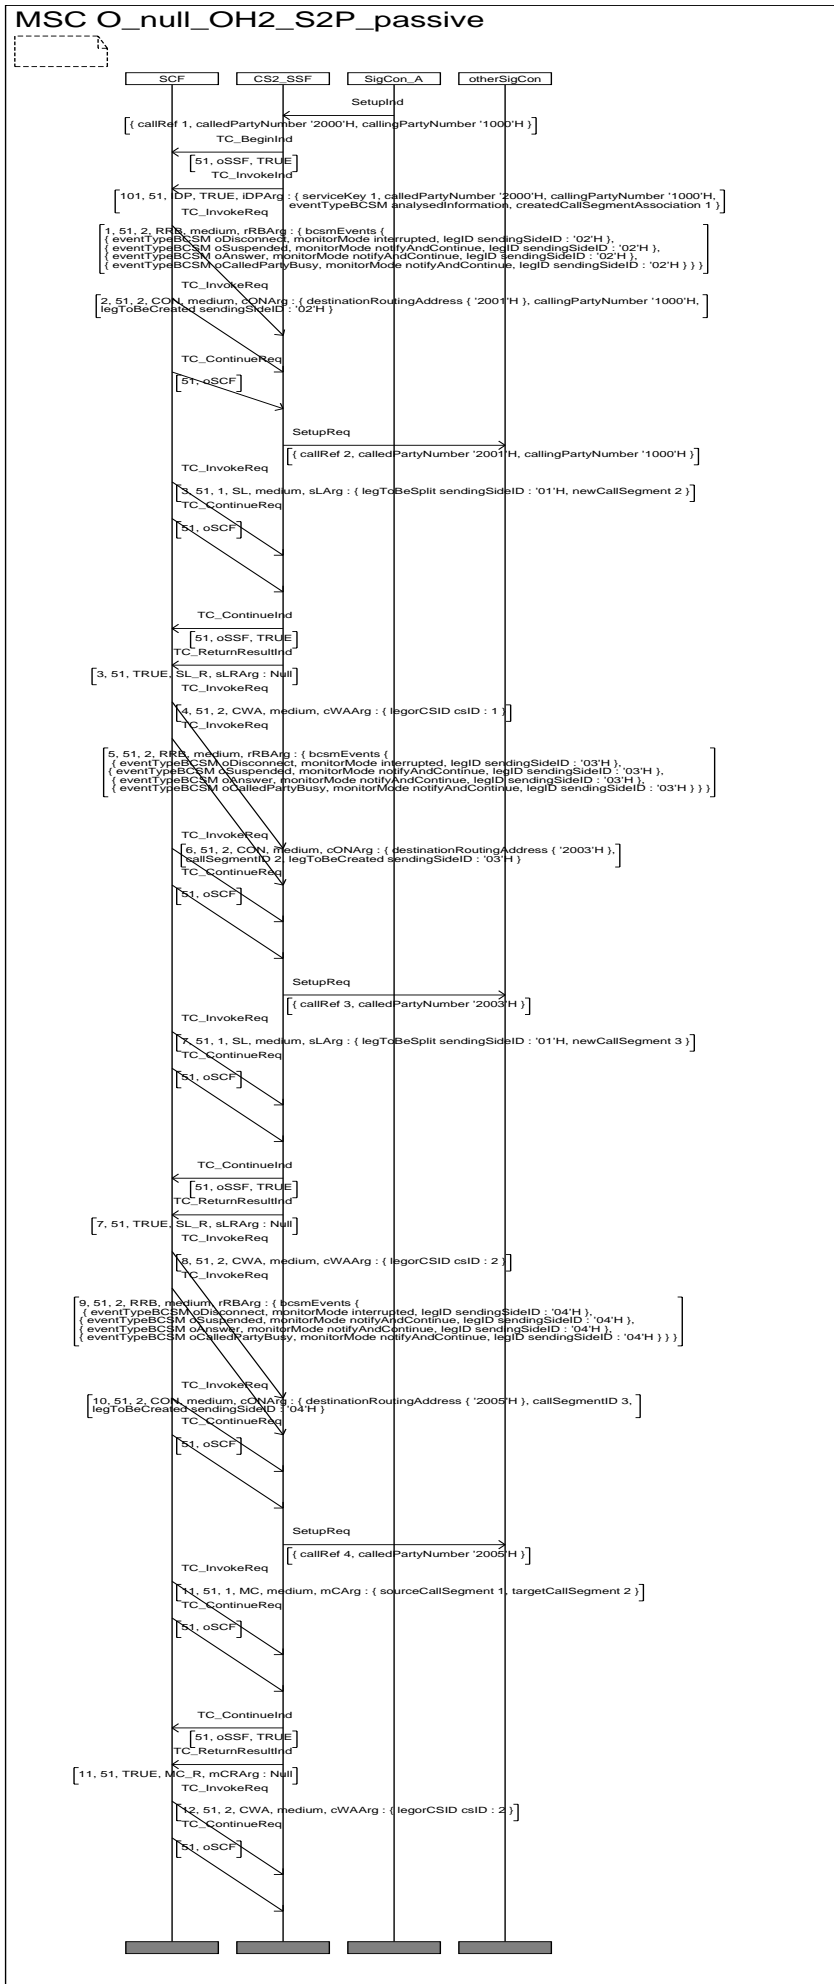 MSC O_null_OH2_S2P_passive
SCF
CS2_SSF
SigCon_A
otherSigCon
SetupInd
{ callRef 1, calledPartyNumber '2000'H, callingPartyNumber '1000'H }
TC_BeginInd
51, oSSF, TRUE
TC_InvokeInd
101, 51, IDP, TRUE, iDPArg : { serviceKey 1, calledPartyNumber '2000'H, callingPartyNumber '1000'H,
eventTypeBCSM analysedInformation, createdCallSegmentAssociation 1 }
TC_InvokeReq
1, 51, 2, RRB, medium, rRBArg : { bcsmEvents {
{ eventTypeBCSM oDisconnect, monitorMode interrupted, legID sendingSideID : '02'H },
{ eventTypeBCSM oSuspended, monitorMode notifyAndContinue, legID sendingSideID : '02'H },
{ eventTypeBCSM oAnswer, monitorMode notifyAndContinue, legID sendingSideID : '02'H },
{ eventTypeBCSM oCalledPartyBusy, monitorMode notifyAndContinue, legID sendingSideID : '02'H } } }
TC_InvokeReq
2, 51, 2, CON, medium, cONArg : { destinationRoutingAddress { '2001'H }, callingPartyNumber '1000'H,
legToBeCreated sendingSideID : '02'H }
TC_ContinueReq
51, oSCF
SetupReq
{ callRef 2, calledPartyNumber '2001'H, callingPartyNumber '1000'H }
TC_InvokeReq
3, 51, 1, SL, medium, sLArg : { legToBeSplit sendingSideID : '01'H, newCallSegment 2 }
TC_ContinueReq
51, oSCF
TC_ContinueInd
51, oSSF, TRUE
TC_ReturnResultInd
3, 51, TRUE, SL_R, sLRArg : Null
TC_InvokeReq
4, 51, 2, CWA, medium, cWAArg : { legorCSID csID : 1 }
TC_InvokeReq
5, 51, 2, RRB, medium, rRBArg : { bcsmEvents {
{ eventTypeBCSM oDisconnect, monitorMode interrupted, legID sendingSideID : '03'H },
{ eventTypeBCSM oSuspended, monitorMode notifyAndContinue, legID sendingSideID : '03'H },
{ eventTypeBCSM oAnswer, monitorMode notifyAndContinue, legID sendingSideID : '03'H },
{ eventTypeBCSM oCalledPartyBusy, monitorMode notifyAndContinue, legID sendingSideID : '03'H } } }
TC_InvokeReq
6, 51, 2, CON, medium, cONArg : { destinationRoutingAddress { '2003'H },
callSegmentID 2, legToBeCreated sendingSideID : '03'H }
TC_ContinueReq
51, oSCF
SetupReq
{ callRef 3, calledPartyNumber '2003'H }
TC_InvokeReq
7, 51, 1, SL, medium, sLArg : { legToBeSplit sendingSideID : '01'H, newCallSegment 3 }
TC_ContinueReq
51, oSCF
TC_ContinueInd
51, oSSF, TRUE
TC_ReturnResultInd
7, 51, TRUE, SL_R, sLRArg : Null
TC_InvokeReq
8, 51, 2, CWA, medium, cWAArg : { legorCSID csID : 2 }
TC_InvokeReq
9, 51, 2, RRB, medium, rRBArg : { bcsmEvents {
{ eventTypeBCSM oDisconnect, monitorMode interrupted, legID sendingSideID : '04'H },
{ eventTypeBCSM oSuspended, monitorMode notifyAndContinue, legID sendingSideID : '04'H },
{ eventTypeBCSM oAnswer, monitorMode notifyAndContinue, legID sendingSideID : '04'H },
{ eventTypeBCSM oCalledPartyBusy, monitorMode notifyAndContinue, legID sendingSideID : '04'H } } }
TC_InvokeReq
10, 51, 2, CON, medium, cONArg : { destinationRoutingAddress { '2005'H }, callSegmentID 3,
legToBeCreated sendingSideID : '04'H }
TC_ContinueReq
51, oSCF
SetupReq
{ callRef 4, calledPartyNumber '2005'H }
TC_InvokeReq
11, 51, 1, MC, medium, mCArg : { sourceCallSegment 1, targetCallSegment 2 }
TC_ContinueReq
51, oSCF
TC_ContinueInd
51, oSSF, TRUE
TC_ReturnResultInd
11, 51, TRUE, MC_R, mCRArg : Null
TC_InvokeReq
12, 51, 2, CWA, medium, cWAArg : { legorCSID csID : 2 }
TC_ContinueReq
51, oSCF